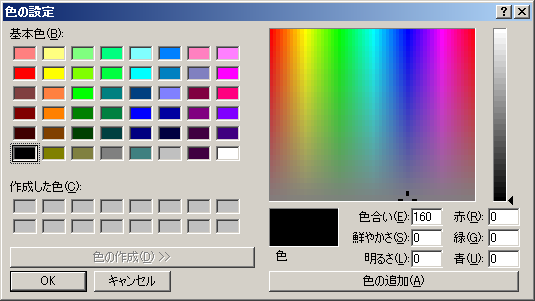 色の設定
基本色(B):
作成した色(C):
色の作成(D) >>
OK
キャンセル
色
色合い(E): 160
鮮やかさ(S): 0
明るさ(L): 0
赤(R): 0
緑(G): 0
青(U): 0
色の追加(A)